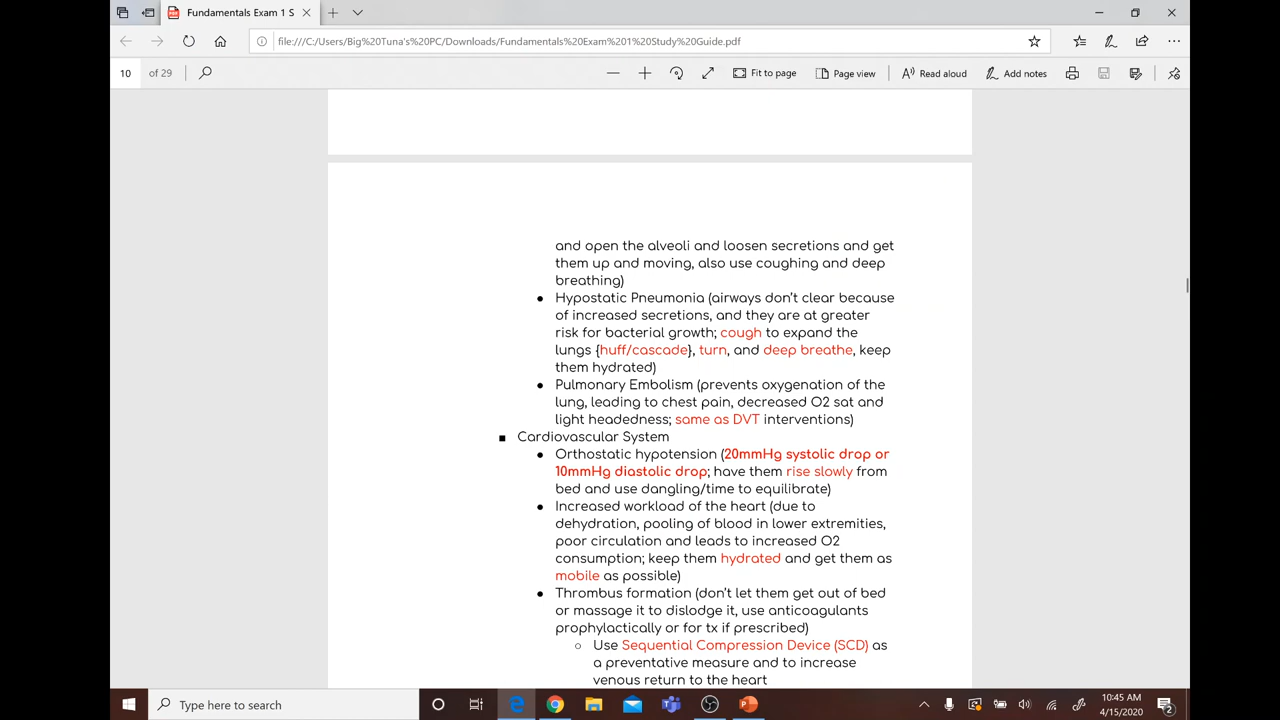 Fundamentals Exam 1 S
file:///C:/Users/Big%20Tuna's%20PC/Downloads/Fundamentals%20Exam%201%20Study%20Guide.pdf
10 of 29 Fit to page Page view Read aloud Add notes
and open the alveoli and loosen secretions and get
them up and moving, also use coughing and deep
breathing)
● Hypostatic Pneumonia (airways don't clear because
of increased secretions, and they are at greater
risk for bacterial growth; cough to expand the
lungs {huff/cascade}, turn, and deep breathe, keep
them hydrated)
● Pulmonary Embolism (prevents oxygenation of the
lung, leading to chest pain, decreased O2 sat and
light headedness; same as DVT interventions)
■ Cardiovascular System
● Orthostatic hypotension (20mmHg systolic drop or
10mmHg diastolic drop; have them rise slowly from
bed and use dangling/time to equilibrate)
● Increased workload of the heart (due to
dehydration, pooling of blood in lower extremities,
poor circulation and leads to increased O2
consumption; keep them hydrated and get them as
mobile as possible)
● Thrombus formation (don't let them get out of bed
or massage it to dislodge it, use anticoagulants
prophylactically or for tx if prescribed)
○ Use Sequential Compression Device (SCD) as
a preventative measure and to increase
venous return to the heart
Type here to search
10:45 AM
4/15/2020
2